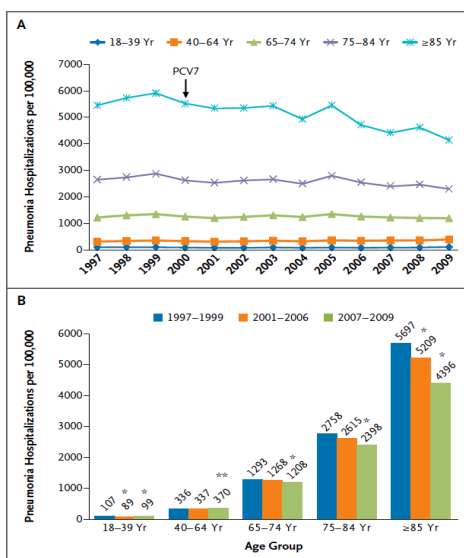 A
18–39 Yr 40–64 Yr 65–74 Yr 75–84 Yr ≥85 Yr
Pneumonia Hospitalizations per 100,000
7000
PCV7
6000
5000
4000
3000
2000
1000
0
1997 1998 1999 2000 2001 2002 2003 2004 2005 2006 2007 2008 2009
B
1997–1999 2001–2006 2007–2009
Pneumonia Hospitalizations per 100,000
6000
5000
4000
3000
2000
1000
0
107 89* 99*
336 337 370**
1293 1268 1208*
2758 2615 2398*
5697 5209* 4396*
18–39 Yr 40–64 Yr 65–74 Yr 75–84 Yr ≥85 Yr
Age Group